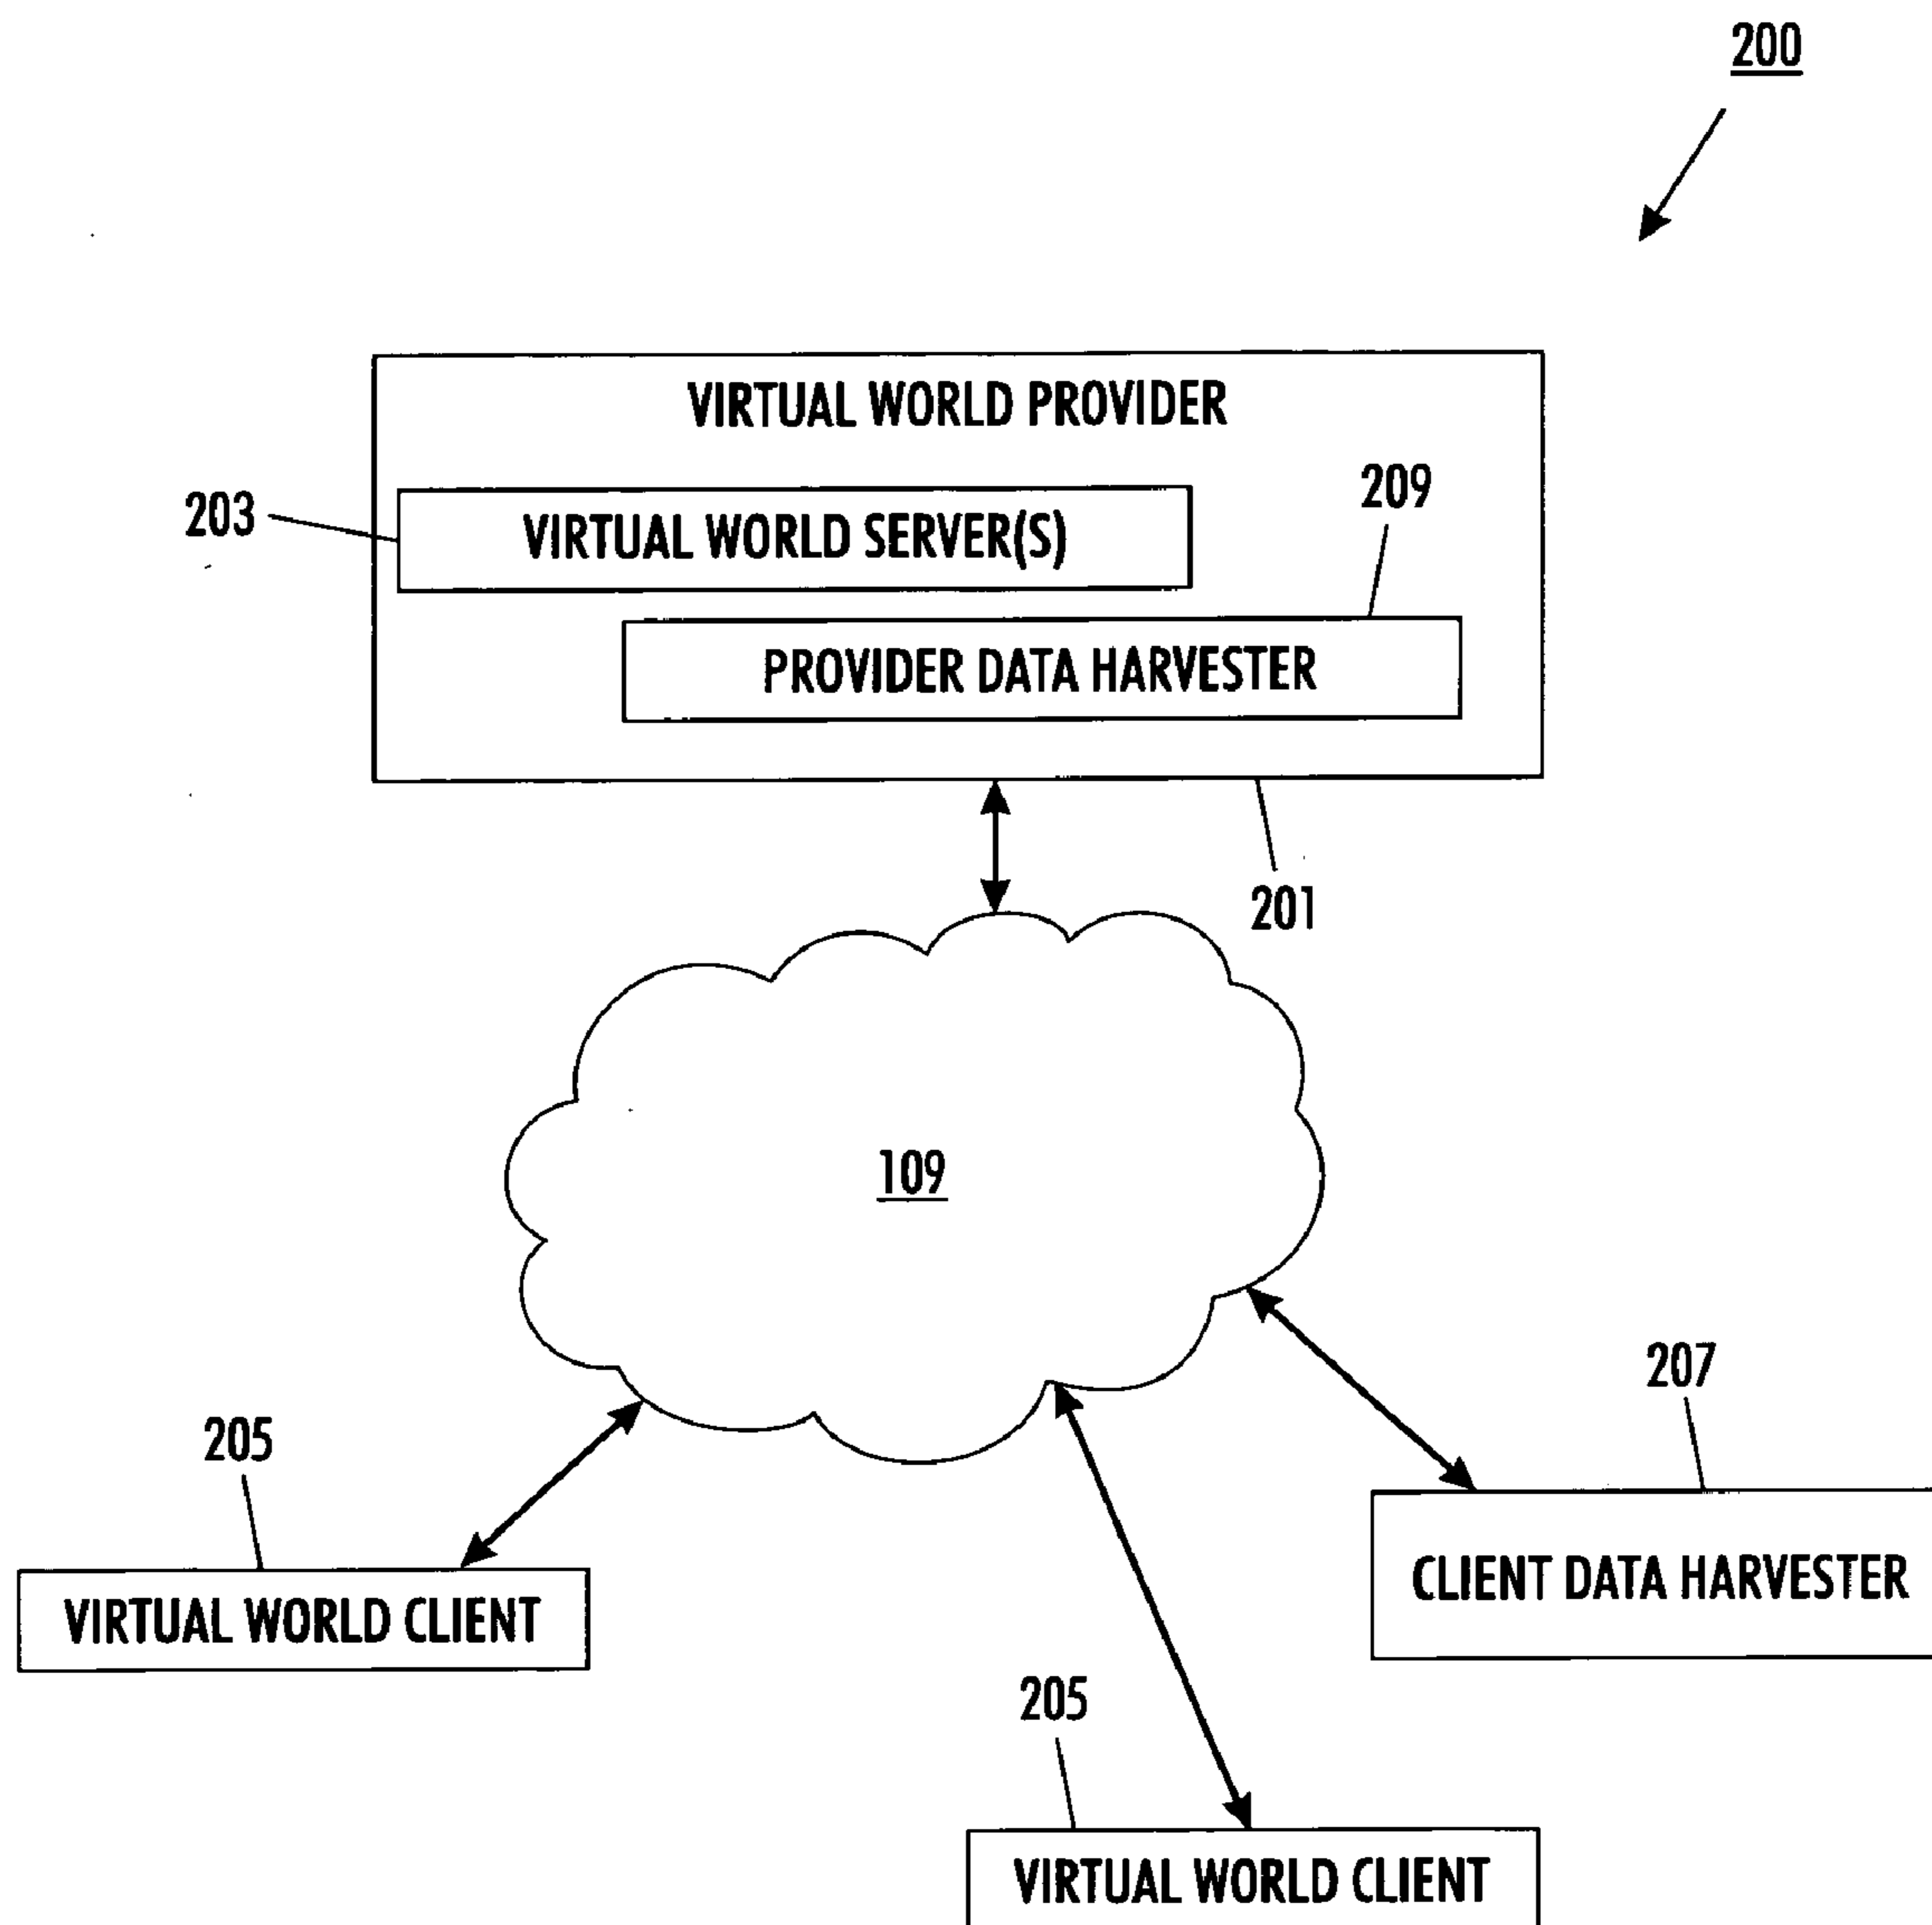 200
VIRTUAL WORLD PROVIDER
209
203
VIRTUAL WORLD SERVER(S)
PROVIDER DATA HARVESTER
201
109
207
205
CLIENT DATA HARVESTER
VIRTUAL WORLD CLIENT
205
VIRTUAL WORLD CLIENT